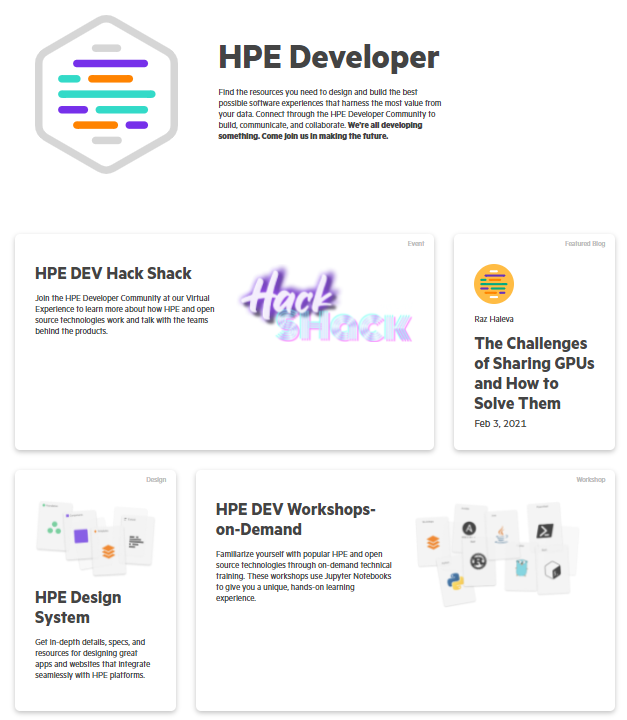 HPE Developer
Find the resources you need to design and build the best
possible software experiences that harness the most value from
your data. Connect through the HPE Developer Community to
build, communicate, and collaborate. We're all developing
something. Come join us in making the future.
Event
HPE DEV Hack Shack
Join the HPE Developer Community at our Virtual
Experience to learn more about how HPE and open
source technologies work and talk with the teams
behind the products.
Hack
SHACK
Featured Blog
Raz Haleva
The Challenges
of Sharing GPUs
and How to
Solve Them
Feb 3, 2021
Design
HPE Design
System
Get in-depth details, specs, and
resources for designing great
apps and websites that integrate
seamlessly with HPE platforms.
Workshop
HPE DEV Workshops-
on-Demand
Familiarize yourself with popular HPE and open
source technologies through on-demand technical
training. These workshops use Jupyter Notebooks
to give you a unique, hands-on learning
experience.